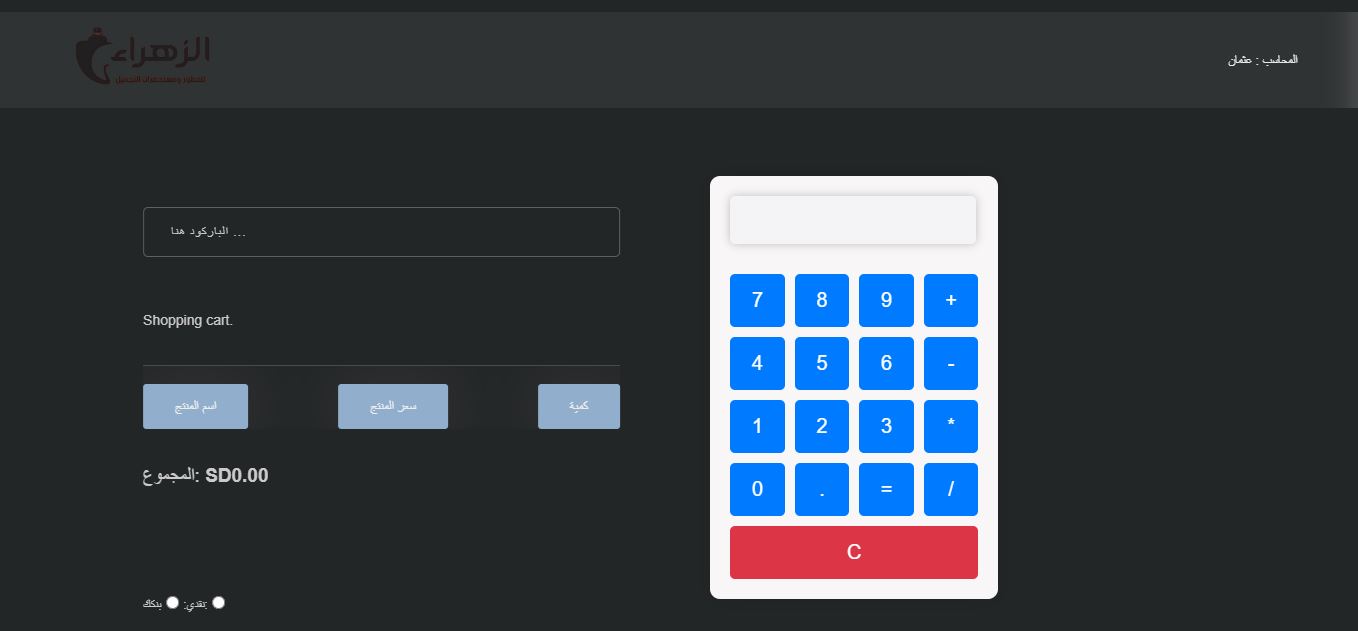 الزهراء
للعطور ومستحضرات التجميل
المحاسب : عثمان
الباركود هنا ...
Shopping cart.
اسم المنتج
سعر المنتج
كمية
المجموع: SD0.00
7 8 9 +
4 5 6 -
1 2 3 *
0 . = /
C
نقدي: بنكك